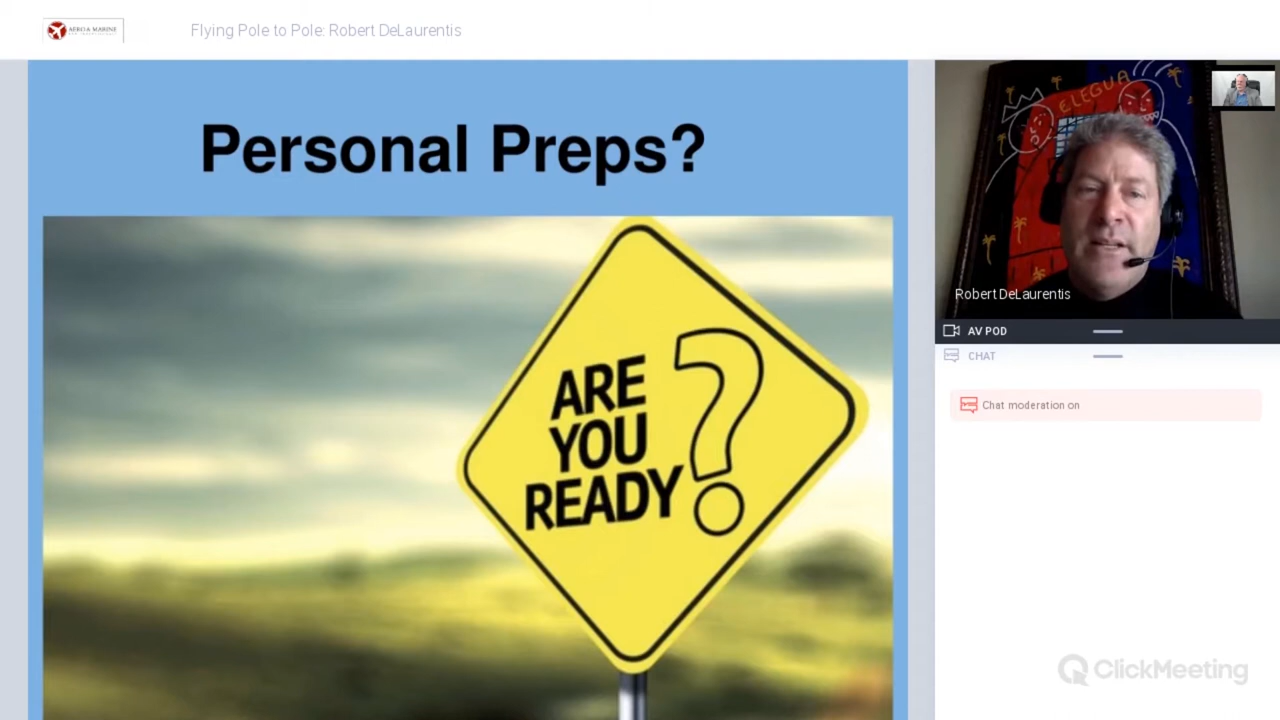 AERO & MARINE
Flying Pole to Pole: Robert DeLaurentis
Personal Preps?
ARE
YOU
READY?
ELEGUA
Robert DeLaurentis
AV POD
CHAT
Chat moderation on
ClickMeeting